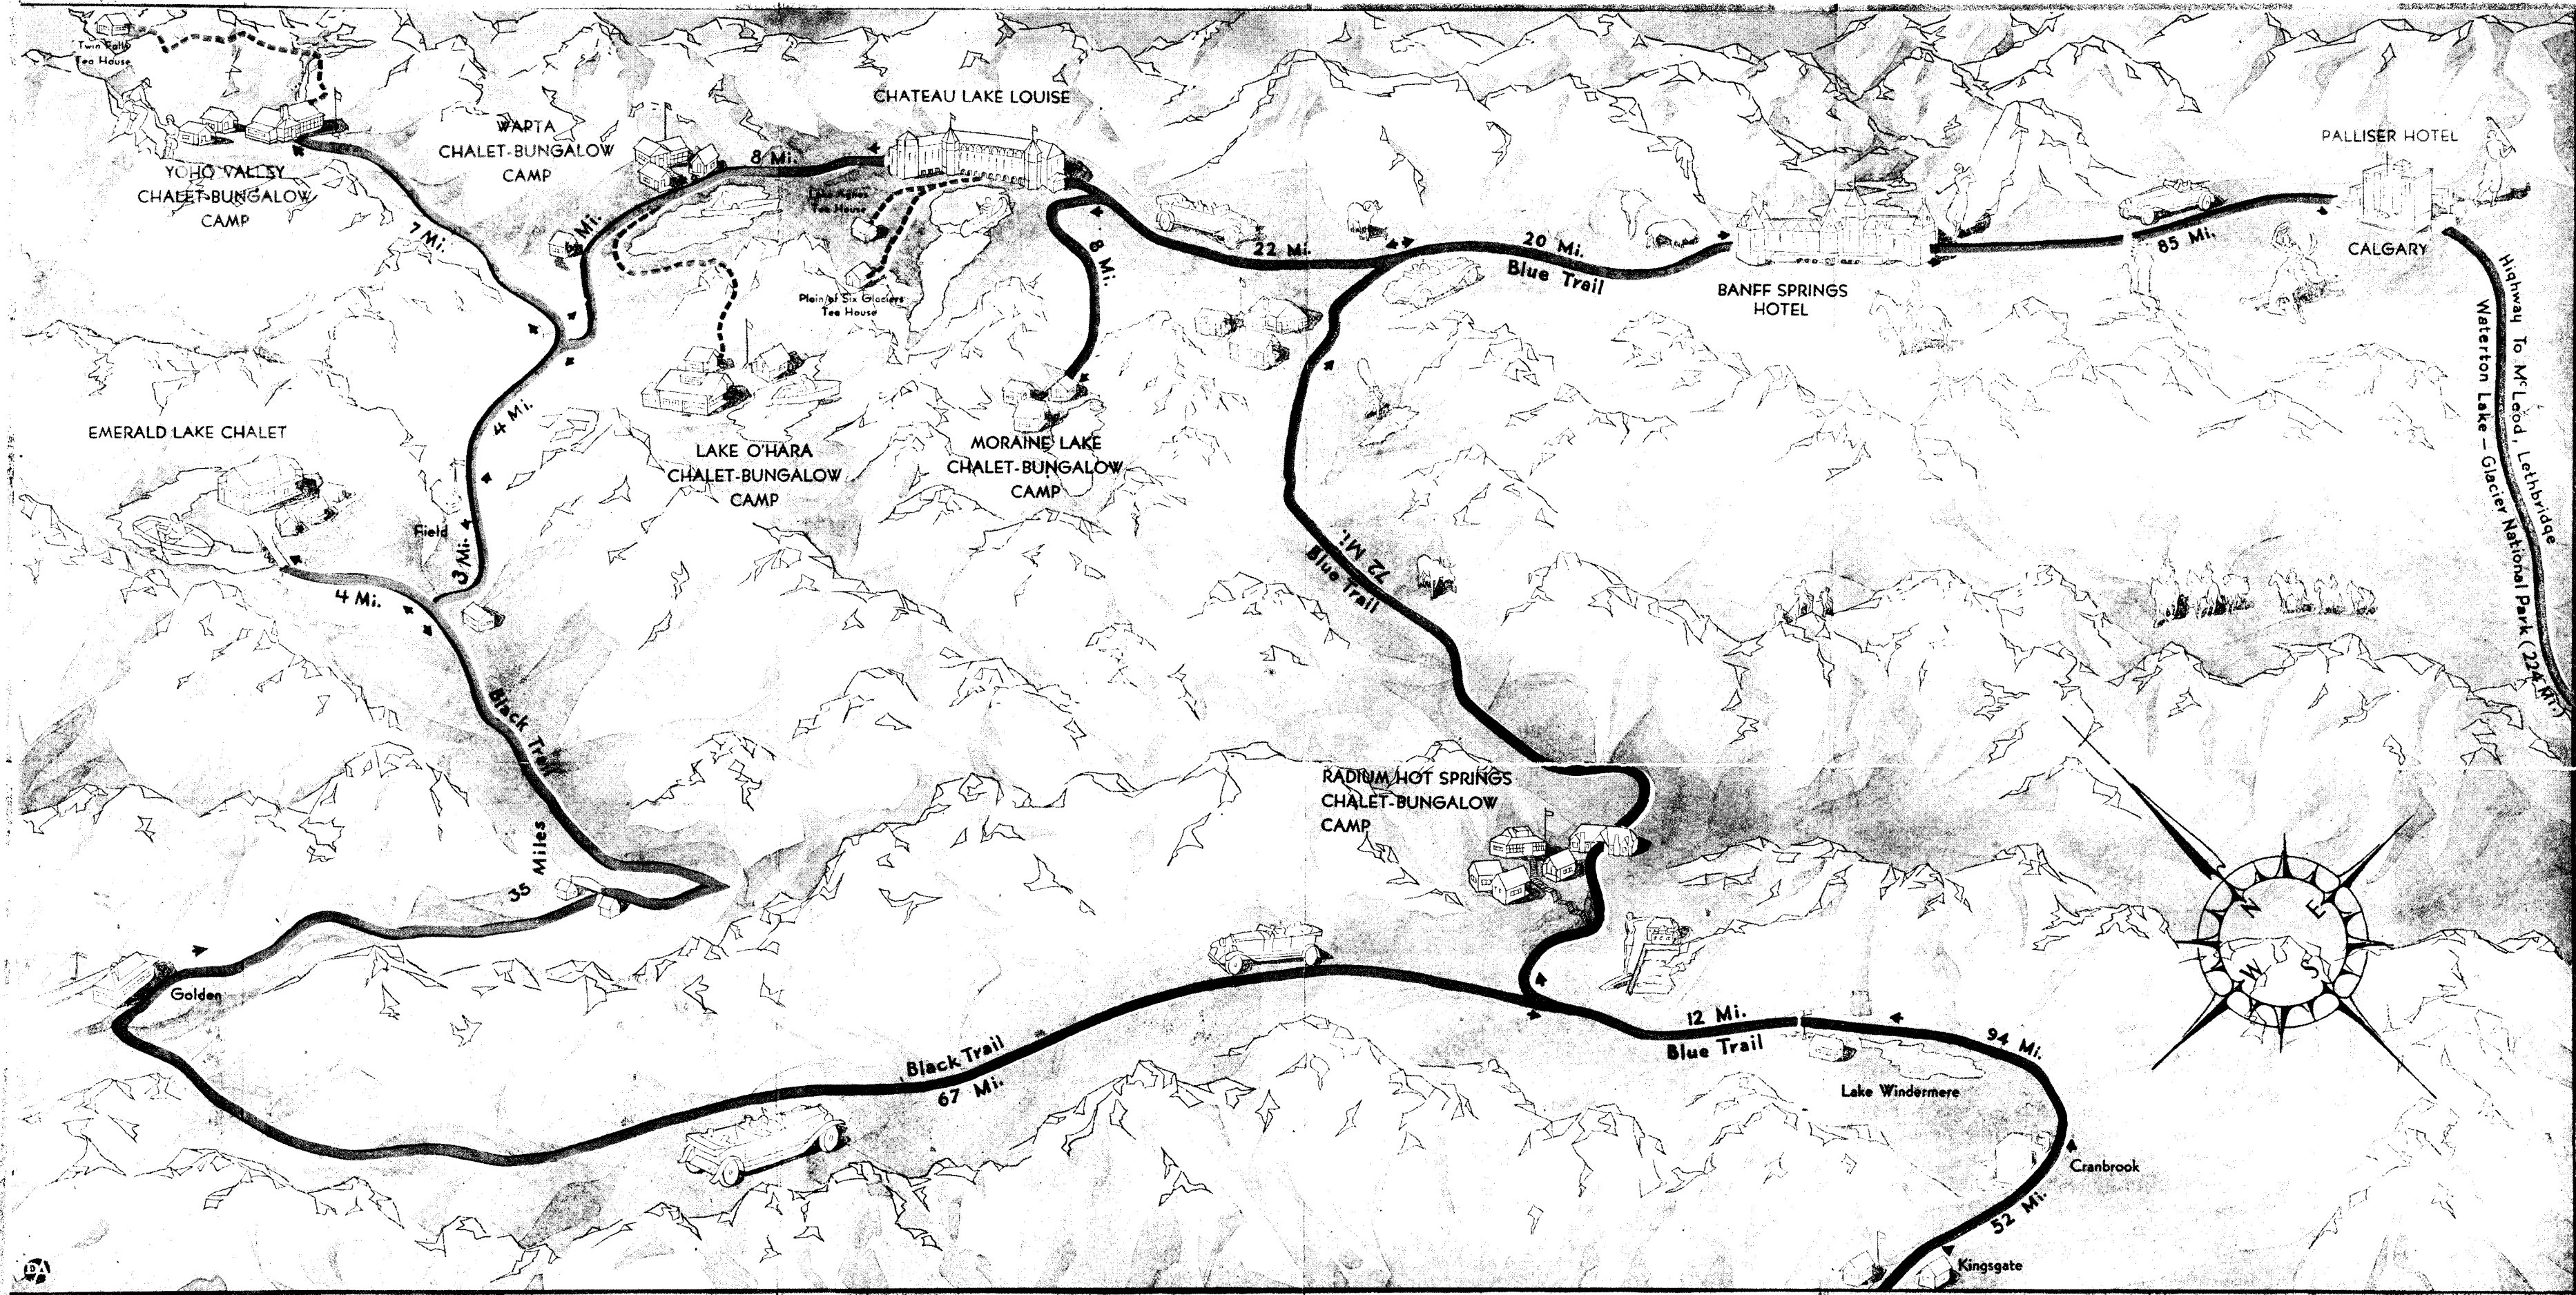 Twin Falls
Tea House
YOHO VALLEY
CHALET-BUNGALOW
CAMP
WAPTA
CHALET-BUNGALOW
CAMP
CHATEAU LAKE LOUISE
8 Mi.
Lake Agnes
Tea House
Plain of Six Glaciers
Tea House
7 Mi.
Mi.
8 Mi.
22 Mi.
20 Mi.
Blue Trail
BANFF SPRINGS
HOTEL
85 Mi.
PALLISER HOTEL
CALGARY
Highway To McLeod, Lethbridge
Waterton Lake - Glacier National Park (224 Mi.)
4 Mi.
EMERALD LAKE CHALET
LAKE O'HARA
CHALET-BUNGALOW
CAMP
MORAINE LAKE
CHALET-BUNGALOW
CAMP
Field
3 Mi.
4 Mi.
72 Mi.
Blue Trail
Black Trail
35 Miles
RADIUM HOT SPRINGS
CHALET-BUNGALOW
CAMP
N
E
W
S
Golden
Black Trail
67 Mi.
12 Mi.
Blue Trail
94 Mi.
Lake Windermere
Cranbrook
52 Mi.
Kingsgate